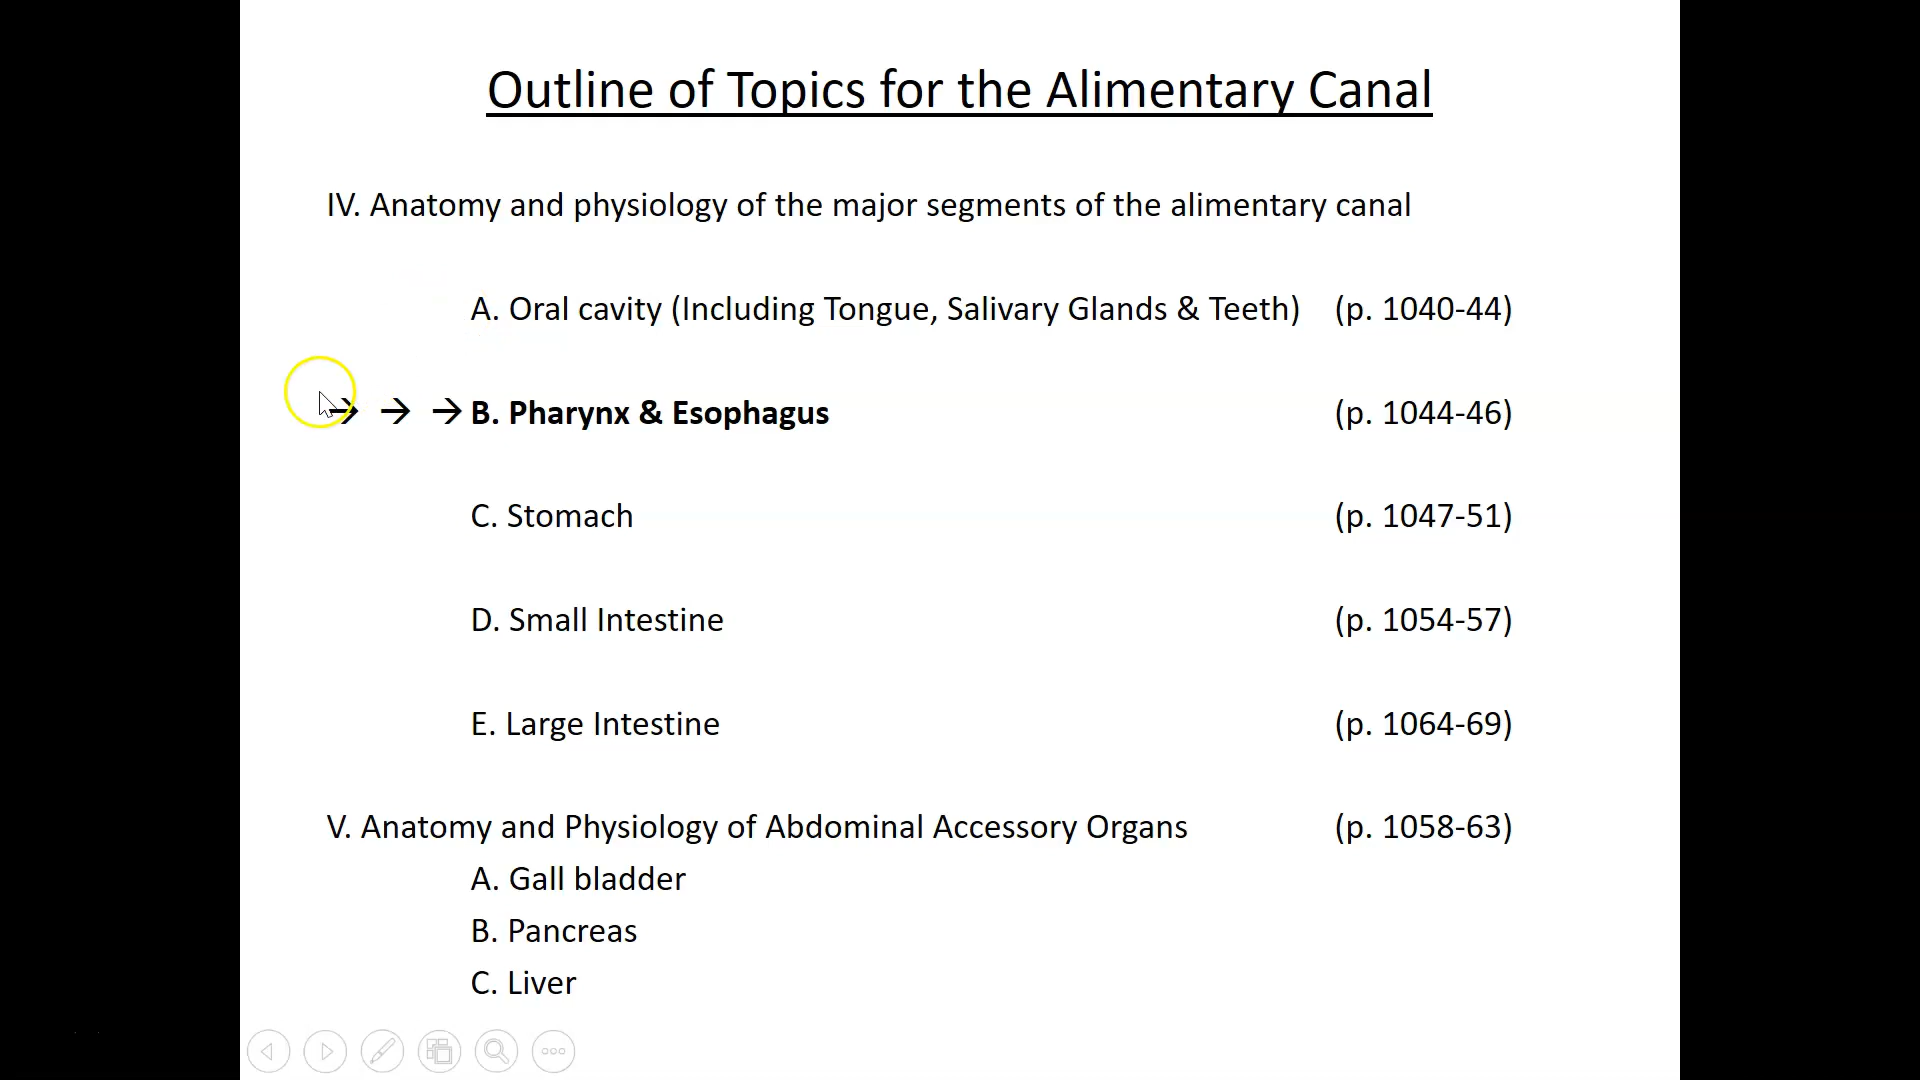 Outline of Topics for the Alimentary Canal
IV. Anatomy and physiology of the major segments of the alimentary canal
A. Oral cavity (Including Tongue, Salivary Glands & Teeth) (p. 1040-44)
→ → → B. Pharynx & Esophagus (p. 1044-46)
C. Stomach (p. 1047-51)
D. Small Intestine (p. 1054-57)
E. Large Intestine (p. 1064-69)
V. Anatomy and Physiology of Abdominal Accessory Organs (p. 1058-63)
A. Gall bladder
B. Pancreas
C. Liver